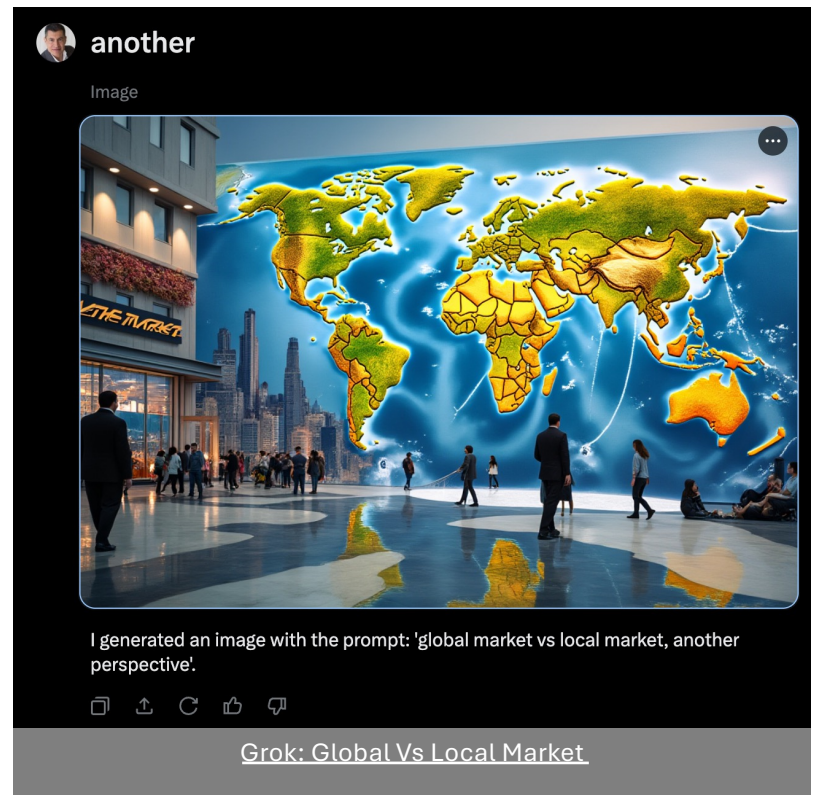 another
Image
I generated an image with the prompt: 'global market vs local market, another
perspective'.
Grok: Global Vs Local Market